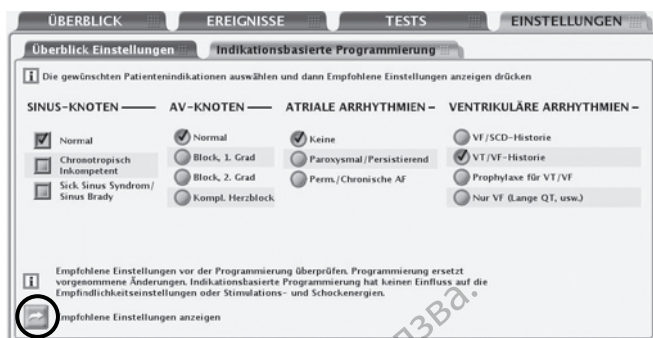 ÜBERBLICK EREIGNISSE TESTS EINSTELLUNGEN
Überblick Einstellungen Indikationsbasierte Programmierung
i Die gewünschten Patientenindikationen auswählen und dann Empfohlene Einstellungen anzeigen drücken
SINUS-KNOTEN AV-KNOTEN ATRIALE ARRHYTHMIEN VENTRIKULÄRE ARRHYTHMIEN
Normal Normal Keine VF/SCD-Historie
Chronotropisch Inkompetent Block, 1. Grad Paroxysmal/Persistierend VT/VF-Historie
Sick Sinus Syndrom/ Sinus Brady Block, 2. Grad Perm./Chronische AF Prophylaxe für VT/VF
Kompl. Herzblock Nur VF (Lange QT, usw.)
Empfohlene Einstellungen vor der Programmierung überprüfen. Programmierung ersetzt
i vorgenommene Änderungen. Indikationsbasierte Programmierung hat keinen Einfluss auf die
Empfindlichkeitseinstellungen oder Stimulations- und Schockenergien.
mpfohlene Einstellungen anzeigen